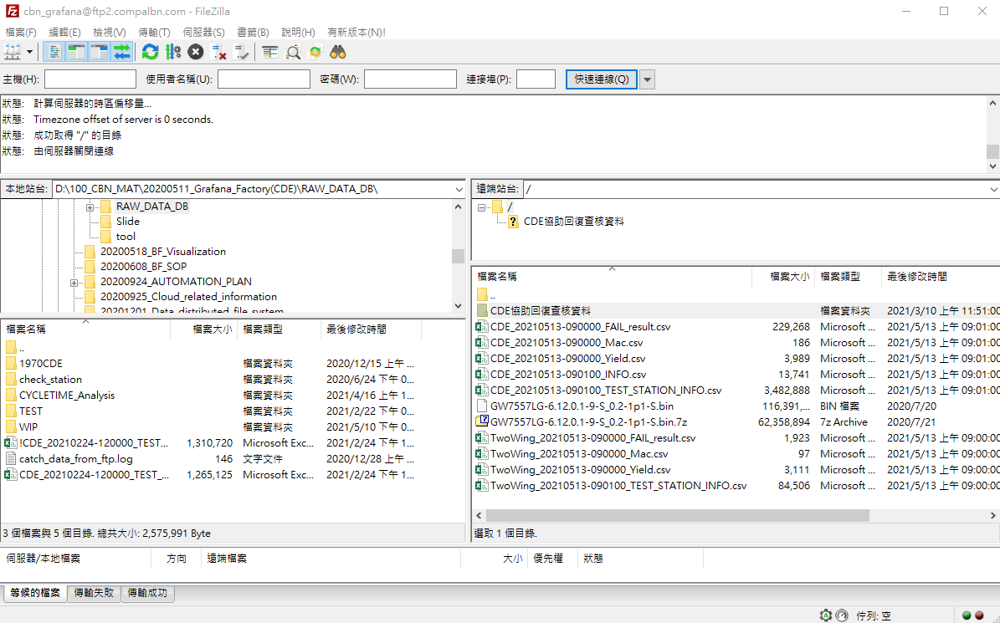 cbn_grafana@ftp2.compalbn.com - FileZilla
檔案(F) 編輯(E) 檢視(V) 傳輸(T) 伺服器(S) 書籤(B) 說明(H) 有新版本(N)!
主機(H): 使用者名稱(U): 密碼(W): 連接埠(P): 快速連線(Q)
狀態: 計算伺服器的時區偏移量...
狀態: Timezone offset of server is 0 seconds.
狀態: 成功取得 "/" 的目錄
狀態: 由伺服器關閉連線
本地站台: D:\100_CBN_MAT\20200511_Grafana_Factory(CDE)\RAW_DATA_DB\
RAW_DATA_DB
Slide
tool
20200518_BF_Visualization
20200608_BF_SOP
20200924_AUTOMATION_PLAN
20200925_Cloud_related_information
20201201_Data_distributed_file_system
檔案名稱 檔案大小 檔案類型 最後修改時間
..
1970CDE 檔案資料夾 2020/12/15 上午 ...
check_station 檔案資料夾 2020/6/24 下午 0...
CYCLETIME_Analysis 檔案資料夾 2021/4/16 上午 1...
TEST 檔案資料夾 2021/2/22 下午 0...
WIP 檔案資料夾 2021/5/10 下午 0...
!CDE_20210224-120000_TEST... 1,310,720 Microsoft Exc... 2021/2/24 下午 1...
catch_data_from_ftp.log 146 文字文件 2020/12/28 上午 ...
CDE_20210224-120000_TEST_... 1,265,125 Microsoft Exc... 2021/2/24 下午 1...
3 個檔案與 5 個目錄. 總共大小: 2,575,991 Byte
遠端站台: /
/
? CDE協助回復查核資料
檔案名稱 檔案大小 檔案類型 最後修改時間
..
CDE協助回復查核資料 檔案資料夾 2021/3/10 上午 11:51:00
CDE_20210513-090000_FAIL_result.csv 229,268 Microsoft ... 2021/5/13 上午 09:01:00
CDE_20210513-090000_Mac.csv 186 Microsoft ... 2021/5/13 上午 09:01:00
CDE_20210513-090000_Yield.csv 3,989 Microsoft ... 2021/5/13 上午 09:01:00
CDE_20210513-090100_INFO.csv 13,741 Microsoft ... 2021/5/13 上午 09:01:00
CDE_20210513-090100_TEST_STATION_INFO.csv 3,482,888 Microsoft ... 2021/5/13 上午 09:01:00
GW7557LG-6.12.0.1-9-S_0.2-1p1-S.bin 116,391,... BIN 檔案 2020/7/20
GW7557LG-6.12.0.1-9-S_0.2-1p1-S.bin.7z 62,358,894 7z Archive 2020/7/21
TwoWing_20210513-090000_FAIL_result.csv 1,923 Microsoft ... 2021/5/13 上午 09:00:00
TwoWing_20210513-090000_Mac.csv 97 Microsoft ... 2021/5/13 上午 09:00:00
TwoWing_20210513-090000_Yield.csv 3,111 Microsoft ... 2021/5/13 上午 09:00:00
TwoWing_20210513-090100_TEST_STATION_INFO.csv 84,506 Microsoft ... 2021/5/13 上午 09:00:00
選取 1 個目錄.
伺服器/本地檔案 方向 遠端檔案 大小 優先權 狀態
等候的檔案 傳輸失敗 傳輸成功
佇列: 空